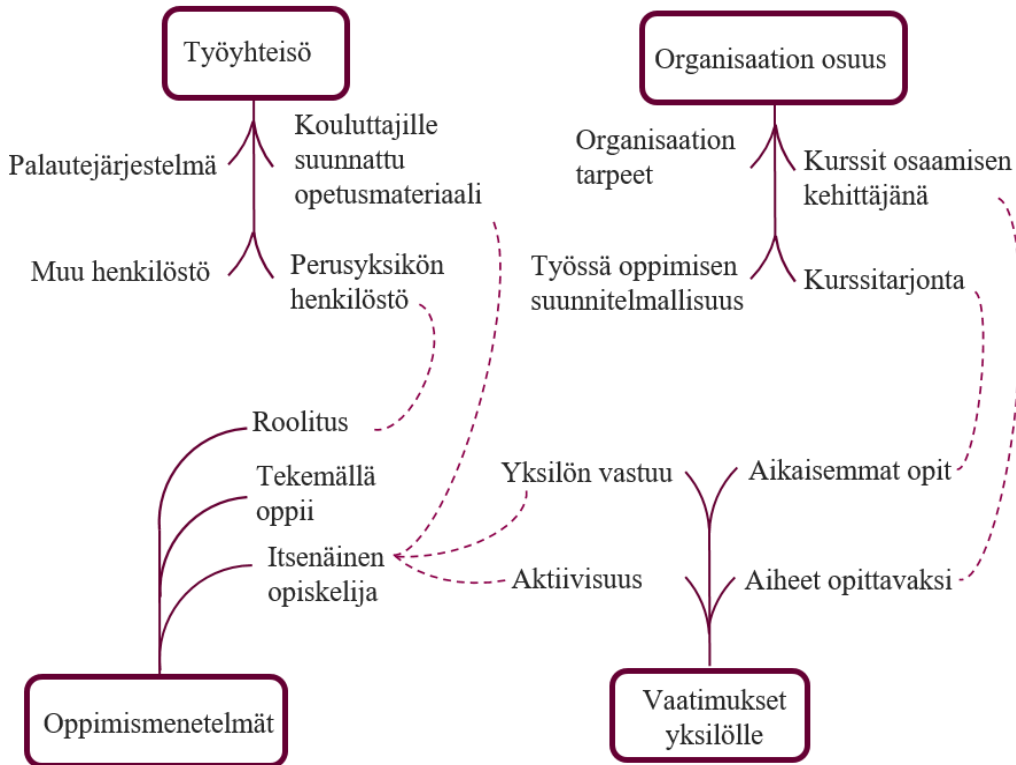 Työyhteisö
Palautejärjestelmä
Kouluttajille
suunnattu
opetusmateriaali
Muu henkilöstö
Perusyksikön
henkilöstö
Organisaation osuus
Organisaation
tarpeet
Kurssit osaamisen
kehittäjänä
Työssä oppimisen
suunnitelmallisuus
Kurssitarjonta
Roolitus
Tekemällä
oppii
Itsenäinen
opiskelija
Oppimismenetelmät
Yksilön vastuu
Aikaisemmat opit
Aktiivisuus
Aiheet opittavaksi
Vaatimukset
yksilölle